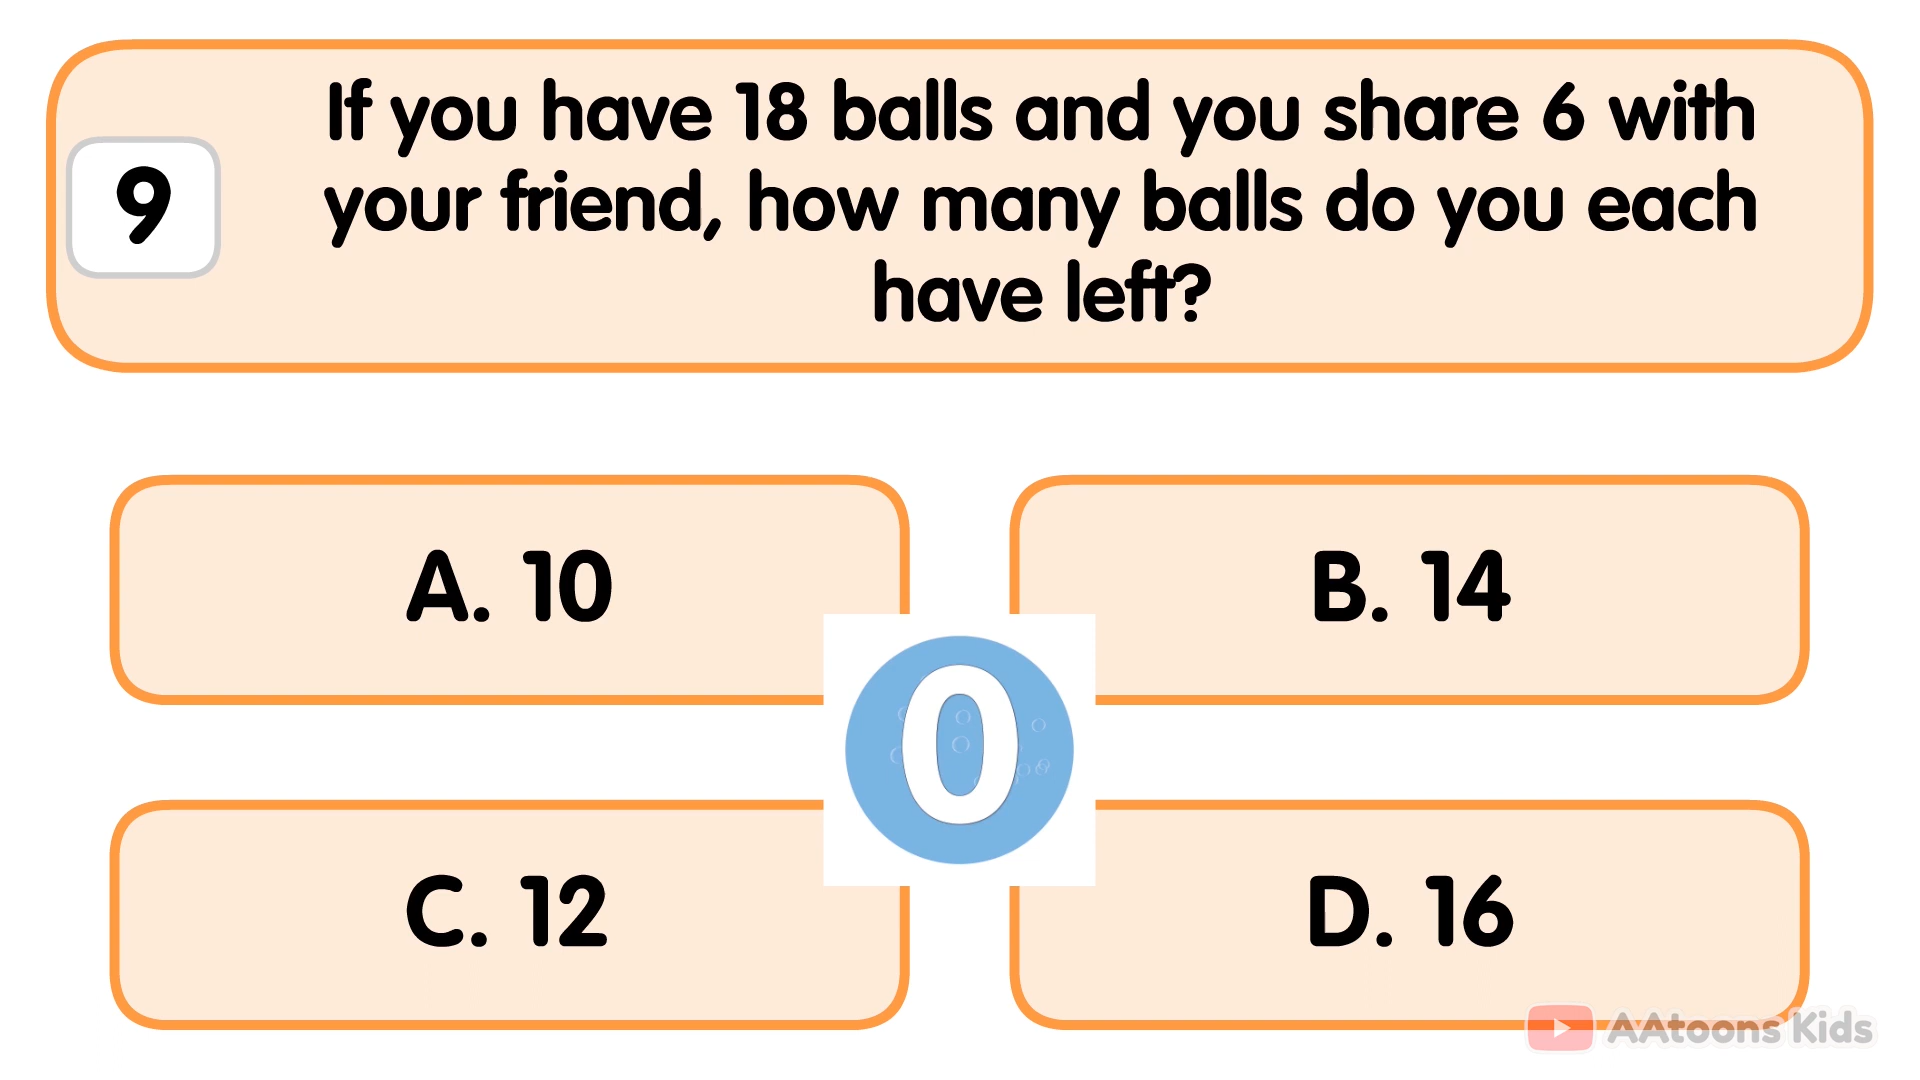 9
If you have 18 balls and you share 6 with
your friend, how many balls do you each
have left?
A. 10
B. 14
0
C. 12
D. 16
AAtoons Kids